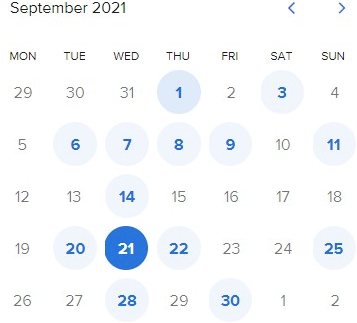 September 2021
MON TUE WED THU FRI SAT SUN
29 30 31 1 2 3 4
5 6 7 8 9 10 11
12 13 14 15 16 17 18
19 20 21 22 23 24 25
26 27 28 29 30 1 2